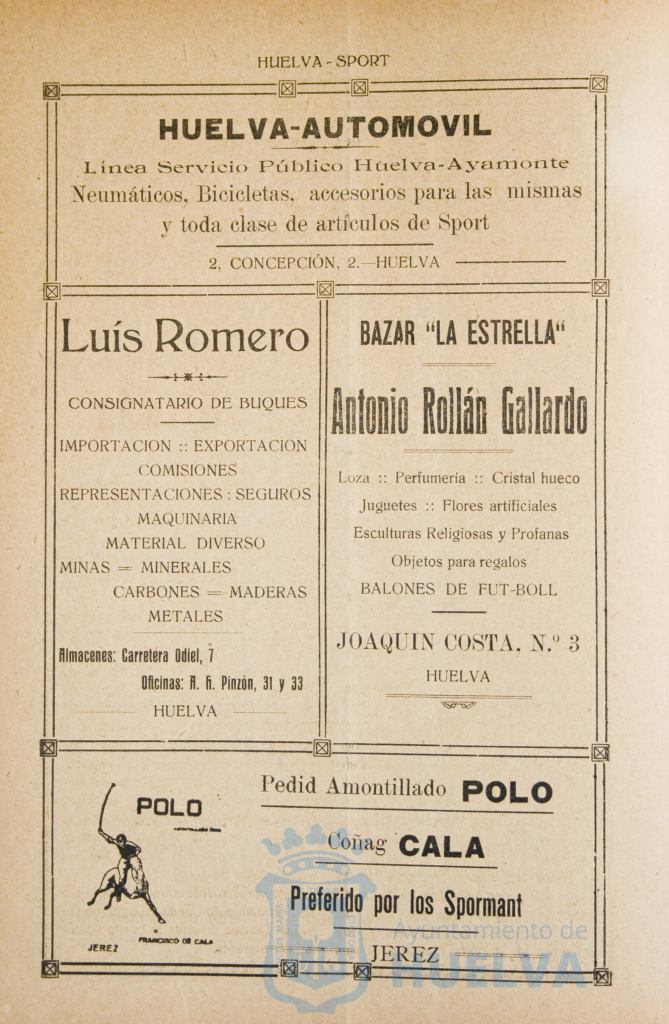 HUELVA - SPORT
HUELVA-AUTOMOVIL
Línea Servicio Público Huelva-Ayamonte
Neumáticos, Bicicletas, accesorios para las mismas
y toda clase de artículos de Sport
2, CONCEPCIÓN, 2.—HUELVA
Luís Romero
CONSIGNATARIO DE BUQUES
IMPORTACION :: EXPORTACION
COMISIONES
REPRESENTACIONES : SEGUROS
MAQUINARIA
MATERIAL DIVERSO
MINAS = MINERALES
CARBONES = MADERAS
METALES
Almacenes: Carretera Odiel, 7
Oficinas: A. H. Pinzón, 31 y 33
HUELVA
BAZAR "LA ESTRELLA"
Antonio Rollán Gallardo
Loza :: Perfumería :: Cristal hueco
Juguetes :: Flores artificiales
Esculturas Religiosas y Profanas
Objetos para regalos
BALONES DE FUT-BOLL
JOAQUIN COSTA, N.º 3
HUELVA
POLO
JEREZ
FRANCISCO DE CALA
Pedid Amontillado POLO
Coñag CALA
Preferido por los Spormant
JEREZ
Ayuntamiento de
HUELVA